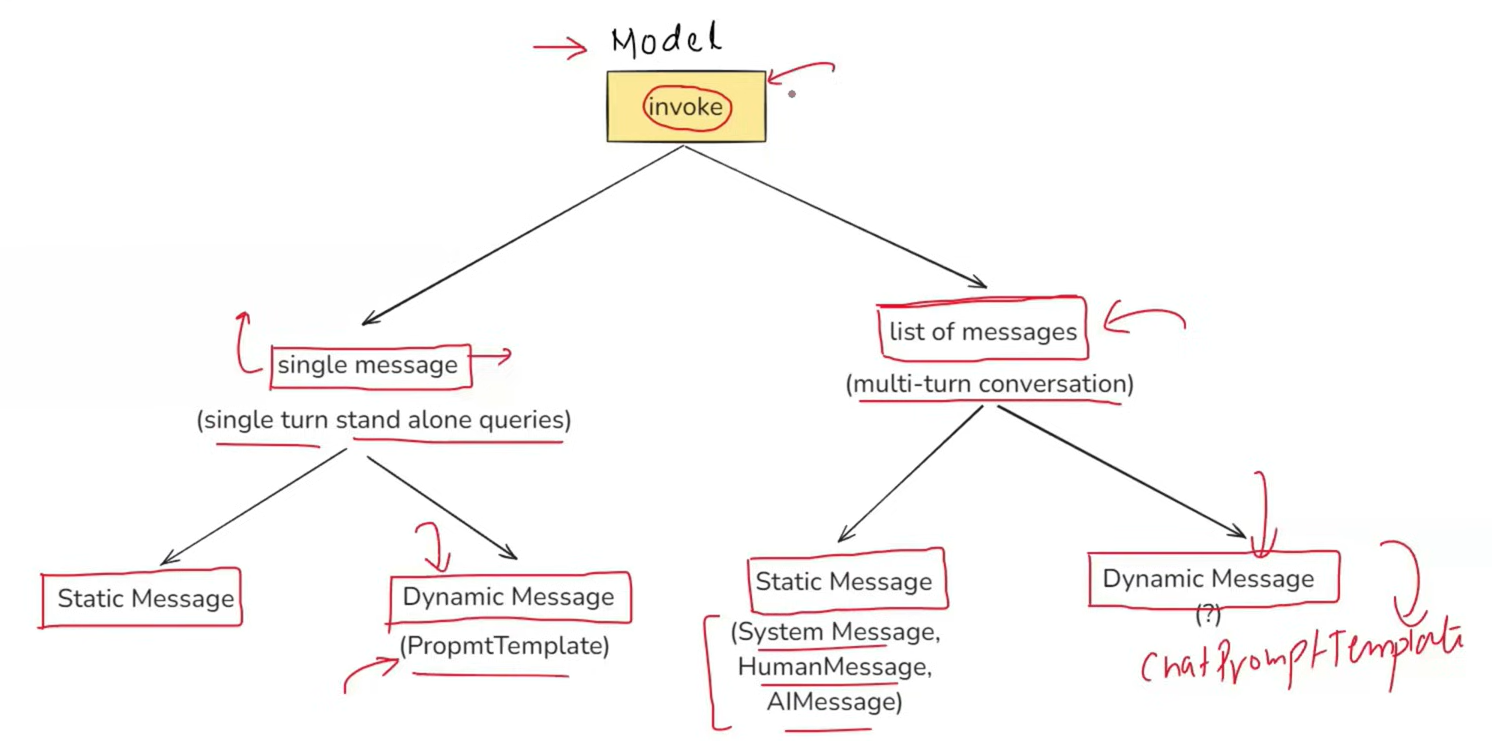 Model
invoke
single message
(single turn stand alone queries)
list of messages
(multi-turn conversation)
Static Message
Dynamic Message
(PropmtTemplate)
Static Message
(System Message,
HumanMessage,
AIMessage)
Dynamic Message
(?)
ChatPromptTemplate